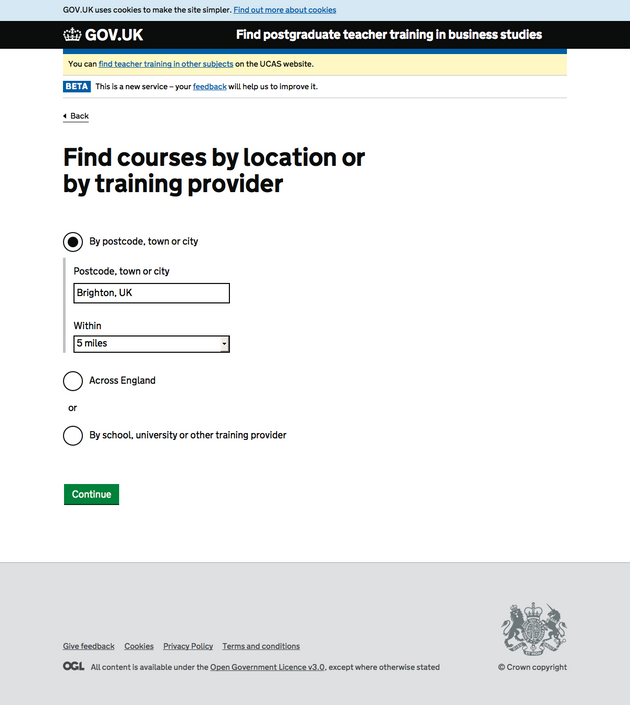 GOV.UK uses cookies to make the site simpler. Find out more about cookies
GOV.UK Find postgraduate teacher training in business studies
You can find teacher training in other subjects on the UCAS website.
BETA This is a new service – your feedback will help us to improve it.
Back
Find courses by location or
by training provider
By postcode, town or city
Postcode, town or city
Brighton, UK
Within
5 miles
Across England
or
By school, university or other training provider
Continue
Give feedback Cookies Privacy Policy Terms and conditions
OGL All content is available under the Open Government Licence v3.0, except where otherwise stated
© Crown copyright